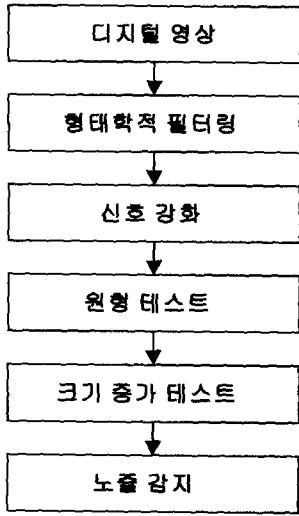 디지털 영상
형태학적 필터링
신호 강화
원형 테스트
크기 증가 테스트
노출 감지